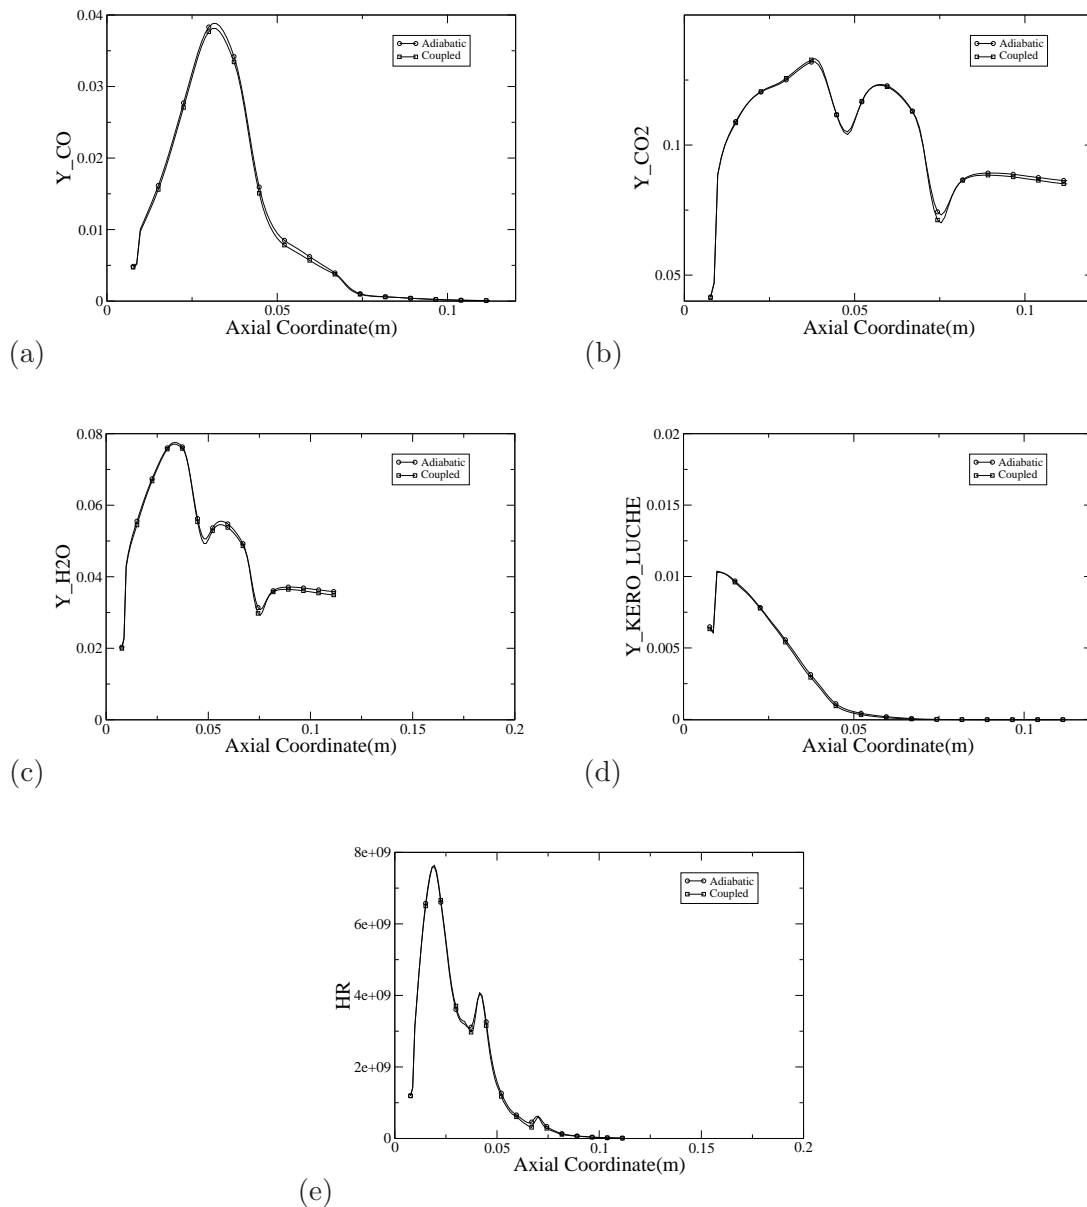 0.04
0.03
0.02
0.01
0
Y_CO
Adiabatic
Coupled
0
0.05
0.1
Axial Coordinate(m)
(a)
0.1
0.05
Y_CO2
Adiabatic
Coupled
0
0.05
0.1
Axial Coordinate(m)
(b)
0.08
0.06
0.04
0.02
0
Y_H2O
Adiabatic
Coupled
0
0.05
0.1
0.15
0.2
Axial Coordinate(m)
(c)
0.02
0.015
0.01
0.005
0
Y_KERO_LUCHE
Adiabatic
Coupled
0
0.05
0.1
Axial Coordinate(m)
(d)
8e+09
6e+09
4e+09
2e+09
0
HR
Adiabatic
Coupled
0
0.05
0.1
0.15
0.2
Axial Coordinate(m)
(e)